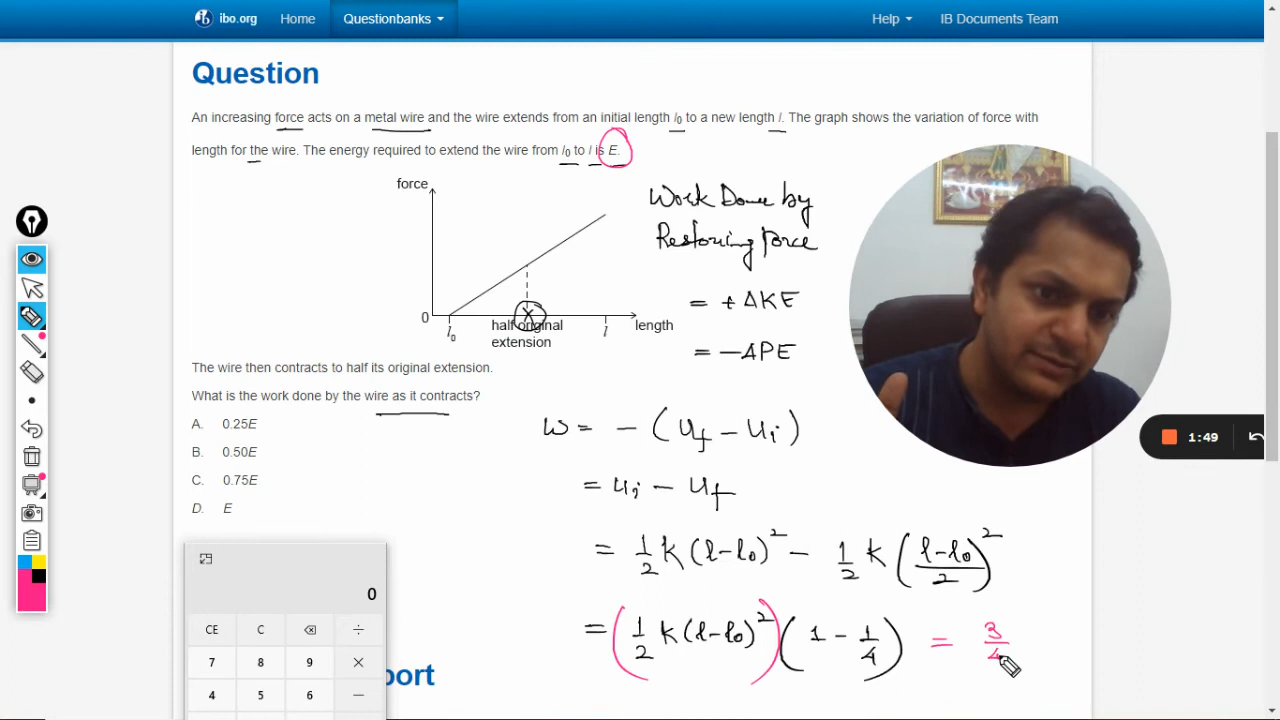 ibo.org Home Questionbanks Help IB Documents Team
Question
An increasing force acts on a metal wire and the wire extends from an initial length l₀ to a new length l. The graph shows the variation of force with
length for the wire. The energy required to extend the wire from l₀ to l is E.
force
0
l₀
X
half original
extension
l
length
Work Done by
Restoring force
= + ΔKE
= −ΔPE
The wire then contracts to half its original extension.
What is the work done by the wire as it contracts?
A. 0.25E
B. 0.50E
C. 0.75E
D. E
W = − (U_f − U_i)
= U_i − U_f
= 1/2 K (l−l₀)² − 1/2 K ((l−l₀)/2)²
= (1/2 K (l−l₀)²) (1 − 1/4) = 3/4
1:49
0
CE C ÷
7 8 9 ×
4 5 6 −
port